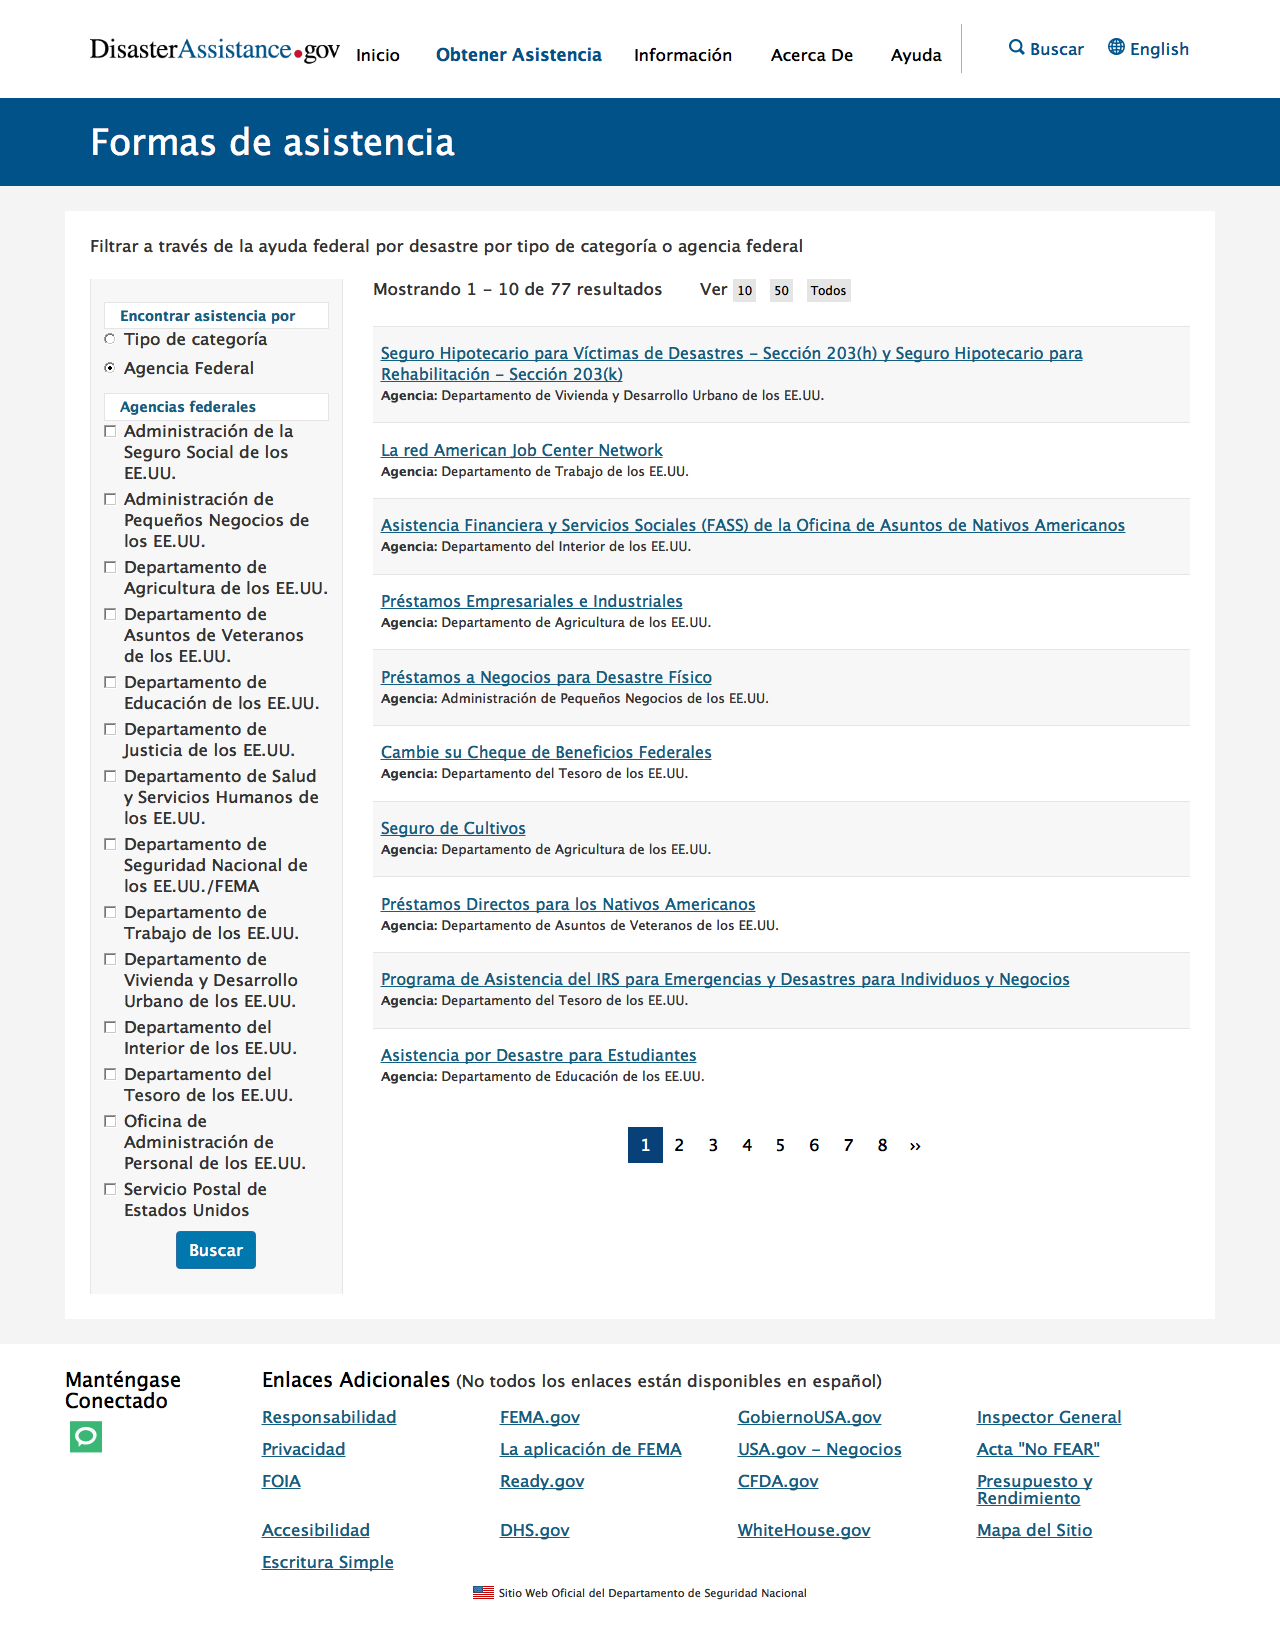 DisasterAssistance.gov
Inicio
Obtener Asistencia
Información
Acerca De
Ayuda
Buscar
English
Formas de asistencia
Filtrar a través de la ayuda federal por desastre por tipo de categoría o agencia federal
Encontrar asistencia por
Tipo de categoría
Agencia Federal
Agencias federales
Administración de la
Seguro Social de los
EE.UU.
Administración de
Pequeños Negocios de
los EE.UU.
Departamento de
Agricultura de los EE.UU.
Departamento de
Asuntos de Veteranos
de los EE.UU.
Departamento de
Educación de los EE.UU.
Departamento de
Justicia de los EE.UU.
Departamento de Salud
y Servicios Humanos de
los EE.UU.
Departamento de
Seguridad Nacional de
los EE.UU./FEMA
Departamento de
Trabajo de los EE.UU.
Departamento de
Vivienda y Desarrollo
Urbano de los EE.UU.
Departamento del
Interior de los EE.UU.
Departamento del
Tesoro de los EE.UU.
Oficina de
Administración de
Personal de los EE.UU.
Servicio Postal de
Estados Unidos
Buscar
Mostrando 1 - 10 de 77 resultados
Ver 10 50 Todos
Seguro Hipotecario para Víctimas de Desastres - Sección 203(h) y Seguro Hipotecario para
Rehabilitación - Sección 203(k)
Agencia: Departamento de Vivienda y Desarrollo Urbano de los EE.UU.
La red American Job Center Network
Agencia: Departamento de Trabajo de los EE.UU.
Asistencia Financiera y Servicios Sociales (FASS) de la Oficina de Asuntos de Nativos Americanos
Agencia: Departamento del Interior de los EE.UU.
Préstamos Empresariales e Industriales
Agencia: Departamento de Agricultura de los EE.UU.
Préstamos a Negocios para Desastre Físico
Agencia: Administración de Pequeños Negocios de los EE.UU.
Cambie su Cheque de Beneficios Federales
Agencia: Departamento del Tesoro de los EE.UU.
Seguro de Cultivos
Agencia: Departamento de Agricultura de los EE.UU.
Préstamos Directos para los Nativos Americanos
Agencia: Departamento de Asuntos de Veteranos de los EE.UU.
Programa de Asistencia del IRS para Emergencias y Desastres para Individuos y Negocios
Agencia: Departamento del Tesoro de los EE.UU.
Asistencia por Desastre para Estudiantes
Agencia: Departamento de Educación de los EE.UU.
1 2 3 4 5 6 7 8 ››
Manténgase
Conectado
Enlaces Adicionales (No todos los enlaces están disponibles en español)
Responsabilidad
FEMA.gov
GobiernoUSA.gov
Inspector General
Privacidad
La aplicación de FEMA
USA.gov - Negocios
Acta "No FEAR"
FOIA
Ready.gov
CFDA.gov
Presupuesto y
Rendimiento
Accesibilidad
DHS.gov
WhiteHouse.gov
Mapa del Sitio
Escritura Simple
Sitio Web Oficial del Departamento de Seguridad Nacional